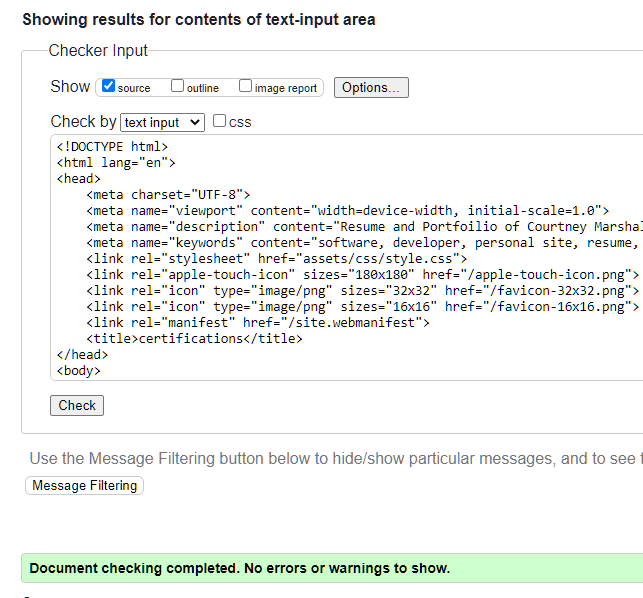 Showing results for contents of text-input area
Checker Input
Show source outline image report Options...
Check by text input css
<!DOCTYPE html>
<html lang="en">
<head>
<meta charset="UTF-8">
<meta name="viewport" content="width=device-width, initial-scale=1.0">
<meta name="description" content="Resume and Portfoilio of Courtney Marshal
<meta name="keywords" content="software, developer, personal site, resume,
<link rel="stylesheet" href="assets/css/style.css">
<link rel="apple-touch-icon" sizes="180x180" href="/apple-touch-icon.png">
<link rel="icon" type="image/png" sizes="32x32" href="/favicon-32x32.png">
<link rel="icon" type="image/png" sizes="16x16" href="/favicon-16x16.png">
<link rel="manifest" href="/site.webmanifest">
<title>certifications</title>
</head>
<body>
Check
Use the Message Filtering button below to hide/show particular messages, and to see
Message Filtering
Document checking completed. No errors or warnings to show.